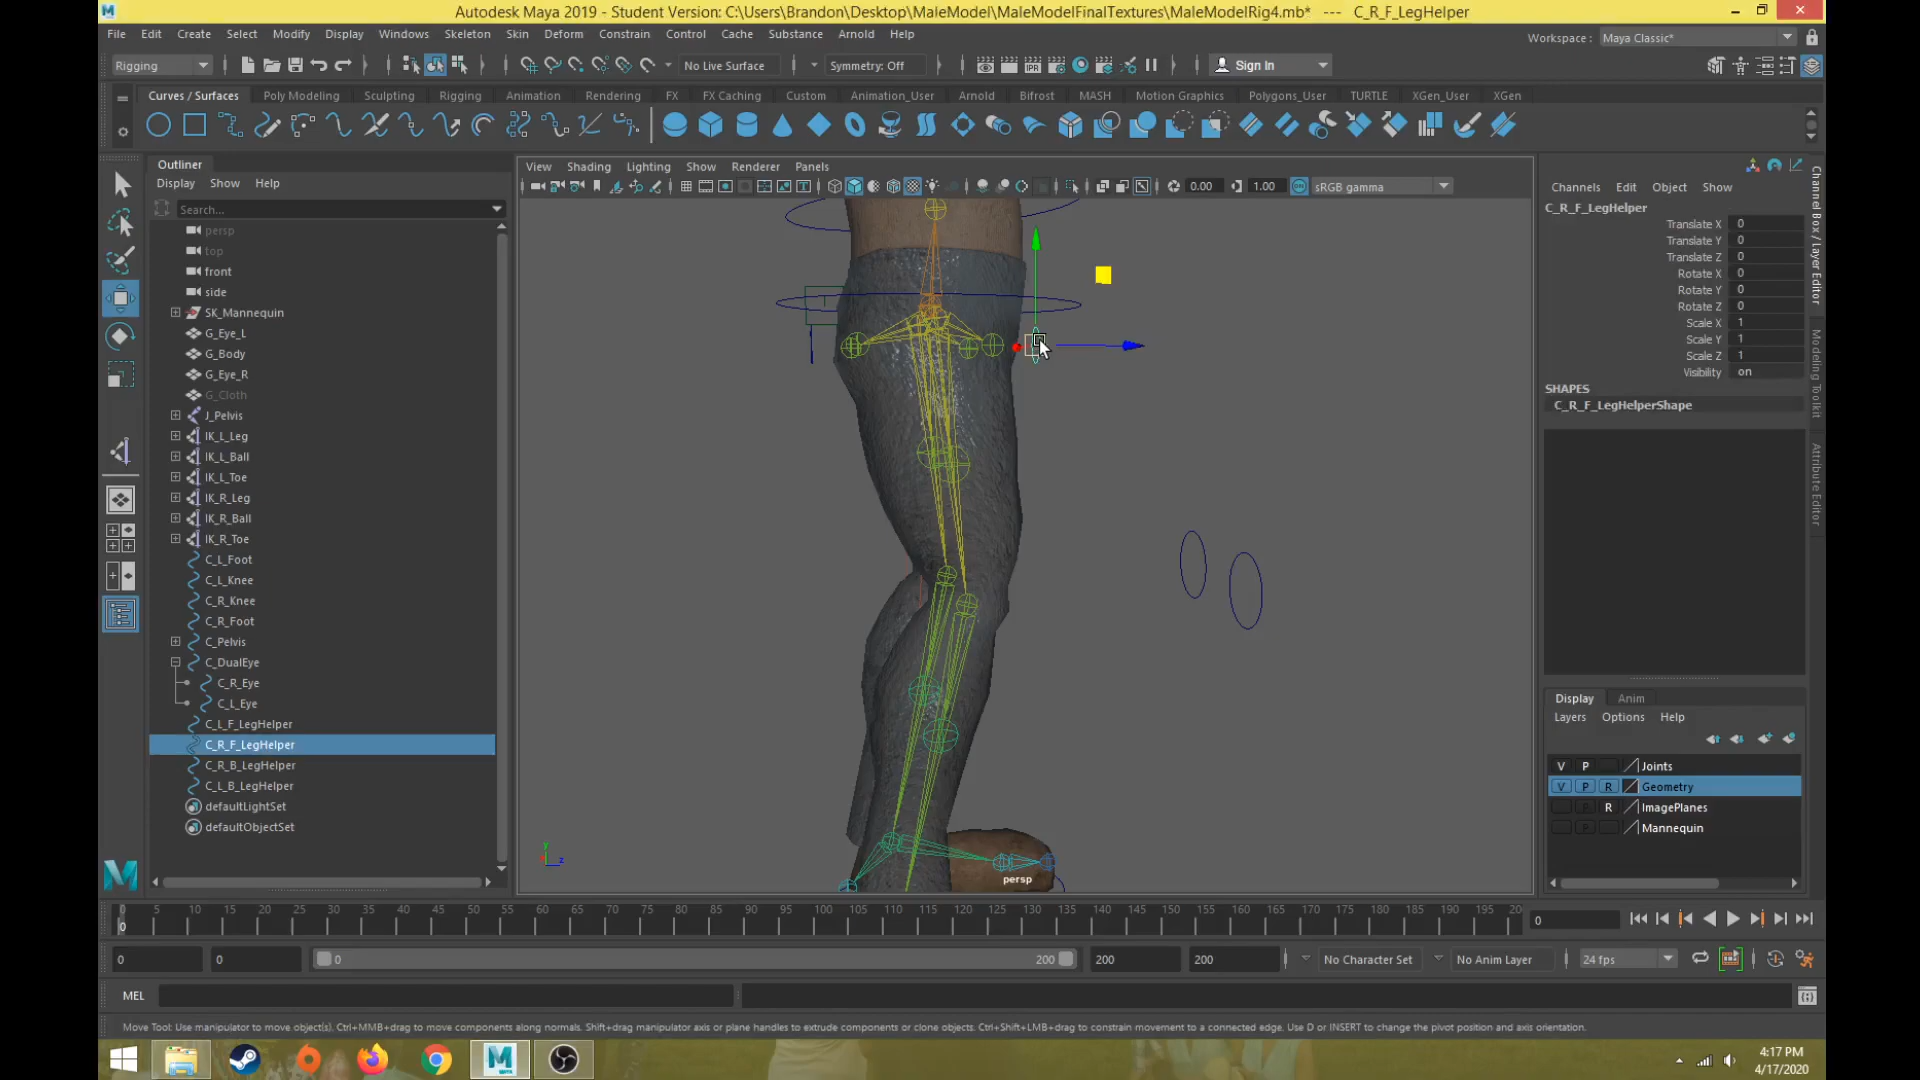 Autodesk Maya 2019 - Student Version: C:\Users\Brandon\Desktop\MaleModel\MaleModelFinalTextures\MaleModelRig4.mb* --- C_R_F_LegHelper
File Edit Create Select Modify Display Windows Skeleton Skin Deform Constrain Control Cache Substance Arnold Help
Workspace : Maya Classic*
Rigging
No Live Surface
Symmetry: Off
Sign In
Curves / Surfaces Poly Modeling Sculpting Rigging Animation Rendering FX FX Caching Custom Animation_User Arnold Bifrost MASH Motion Graphics Polygons_User TURTLE XGen_User XGen
Outliner
Display Show Help
Search...
persp
top
front
side
SK_Mannequin
G_Eye_L
G_Body
G_Eye_R
G_Cloth
J_Pelvis
IK_L_Leg
IK_L_Ball
IK_L_Toe
IK_R_Leg
IK_R_Ball
IK_R_Toe
C_L_Foot
C_L_Knee
C_R_Knee
C_R_Foot
C_Pelvis
C_DualEye
C_R_Eye
C_L_Eye
C_L_F_LegHelper
C_R_F_LegHelper
C_R_B_LegHelper
C_L_B_LegHelper
defaultLightSet
defaultObjectSet
View Shading Lighting Show Renderer Panels
0.00
1.00
sRGB gamma
persp
Channels Edit Object Show
C_R_F_LegHelper
Translate X 0
Translate Y 0
Translate Z 0
Rotate X 0
Rotate Y 0
Rotate Z 0
Scale X 1
Scale Y 1
Scale Z 1
Visibility on
SHAPES
C_R_F_LegHelperShape
Channel Box / Layer Editor
Modeling Toolkit
Attribute Editor
Display Anim
Layers Options Help
V P Joints
V P R Geometry
P R ImagePlanes
P Mannequin
0 5 10 15 20 25 30 35 40 45 50 55 60 65 70 75 80 85 90 95 100 105 110 115 120 125 130 135 140 145 150 155 160 165 170 175 180 185 190 195 20
0
0
0 0 0 200 200 200
No Character Set
No Anim Layer
24 fps
MEL
Move Tool: Use manipulator to move object(s). Ctrl+MMB+drag to move components along normals. Shift+drag manipulator axis or plane handles to extrude components or clone objects. Ctrl+Shift+LMB+drag to constrain movement to a connected edge. Use D or INSERT to change the pivot position and axis orientation.
4:17 PM
4/17/2020